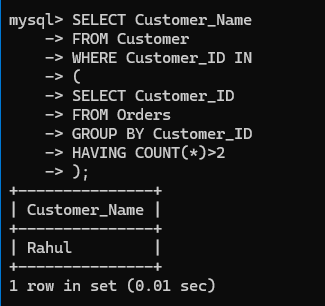 mysql> SELECT Customer_Name
    -> FROM Customer
    -> WHERE Customer_ID IN
    -> (
    -> SELECT Customer_ID
    -> FROM Orders
    -> GROUP BY Customer_ID
    -> HAVING COUNT(*)>2
    -> );
+---------------+
| Customer_Name |
+---------------+
| Rahul         |
+---------------+
1 row in set (0.01 sec)